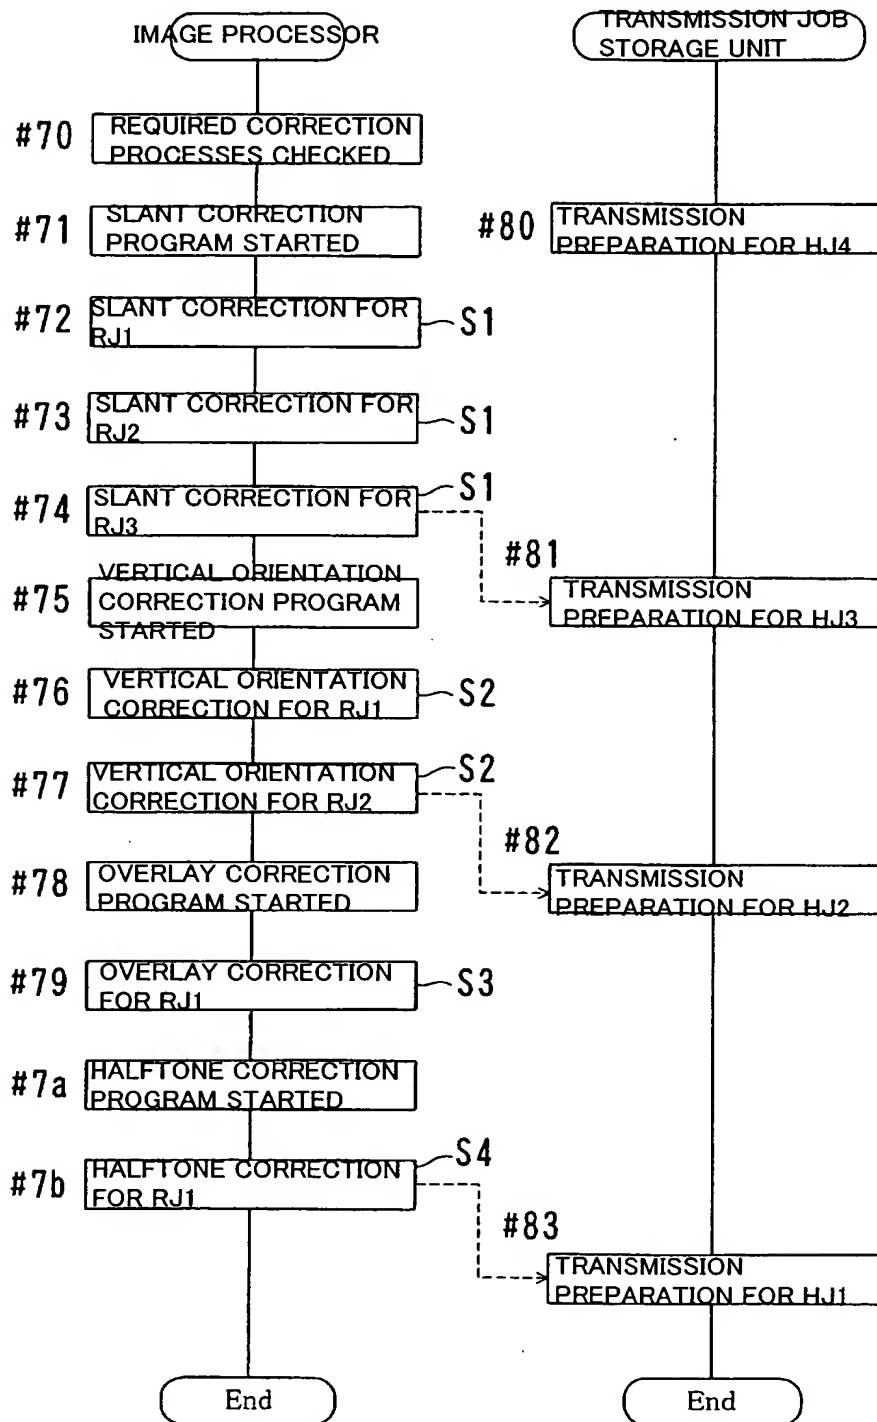 IMAGE PROCESSOR
TRANSMISSION JOB
STORAGE UNIT
#70
REQUIRED CORRECTION
PROCESSES CHECKED
#71
SLANT CORRECTION
PROGRAM STARTED
#80
TRANSMISSION
PREPARATION FOR HJ4
#72
SLANT CORRECTION FOR
RJ1
S1
#73
SLANT CORRECTION FOR
RJ2
S1
#74
SLANT CORRECTION FOR
RJ3
S1
#81
TRANSMISSION
PREPARATION FOR HJ3
#75
VERTICAL ORIENTATION
CORRECTION PROGRAM
STARTED
#76
VERTICAL ORIENTATION
CORRECTION FOR RJ1
S2
#77
VERTICAL ORIENTATION
CORRECTION FOR RJ2
S2
#82
TRANSMISSION
PREPARATION FOR HJ2
#78
OVERLAY CORRECTION
PROGRAM STARTED
#79
OVERLAY CORRECTION
FOR RJ1
S3
#7a
HALFTONE CORRECTION
PROGRAM STARTED
#7b
HALFTONE CORRECTION
FOR RJ1
S4
#83
TRANSMISSION
PREPARATION FOR HJ1
End
End